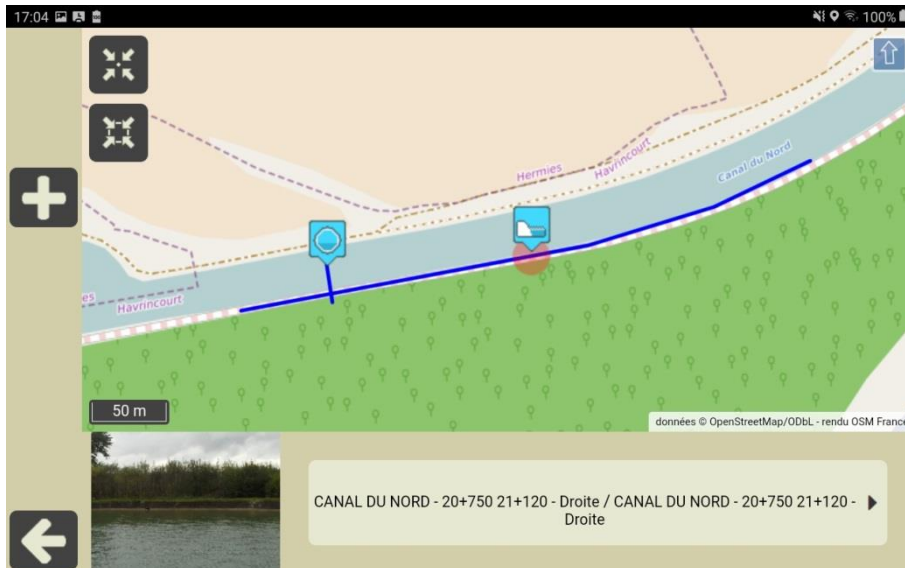 17:04
100%
Hermies
Havrincourt
Canal du Nord
es
Havrincourt
50 m
données © OpenStreetMap/ODbL - rendu OSM France
CANAL DU NORD - 20+750 21+120 - Droite / CANAL DU NORD - 20+750 21+120 -
Droite